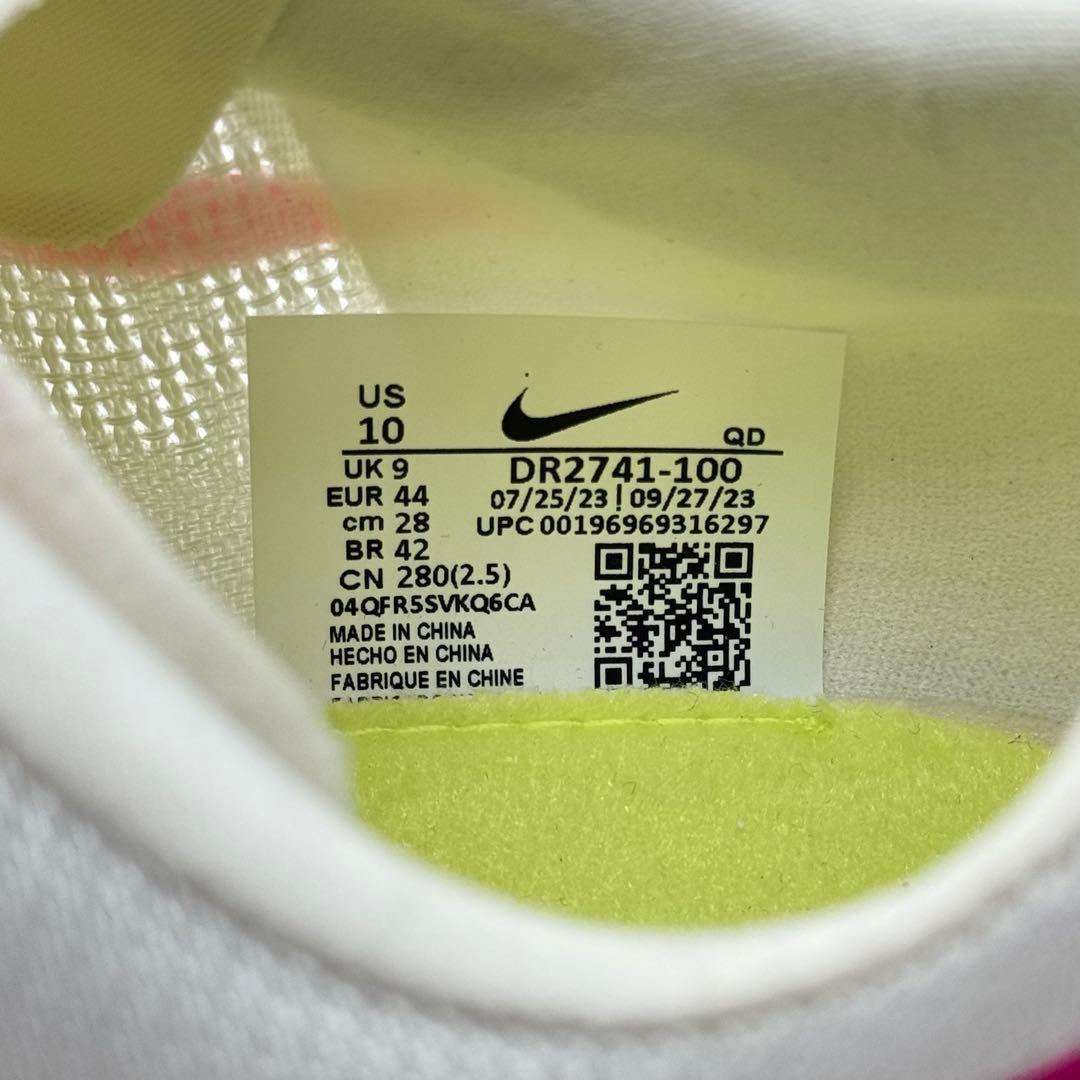 US
10
QD
UK 9
DR2741-100
EUR 44
07/25/23 | 09/27/23
cm 28
UPC 00196969316297
BR 42
CN 280(2.5)
04QFR5SVKQ6CA
MADE IN CHINA
HECHO EN CHINA
FABRIQUE EN CHINE